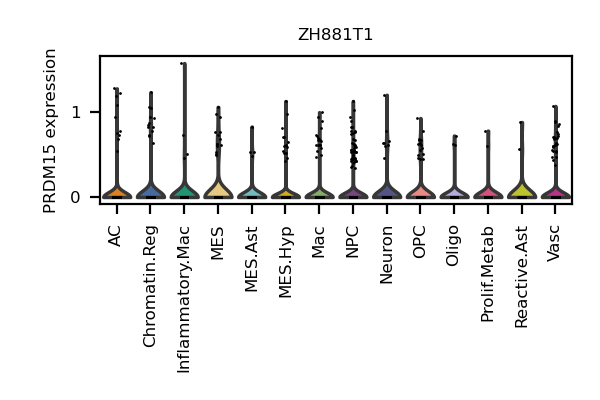 ZH881T1
PRDM15 expression
1
0
AC
Chromatin.Reg
Inflammatory.Mac
MES
MES.Ast
MES.Hyp
Mac
NPC
Neuron
OPC
Oligo
Prolif.Metab
Reactive.Ast
Vasc